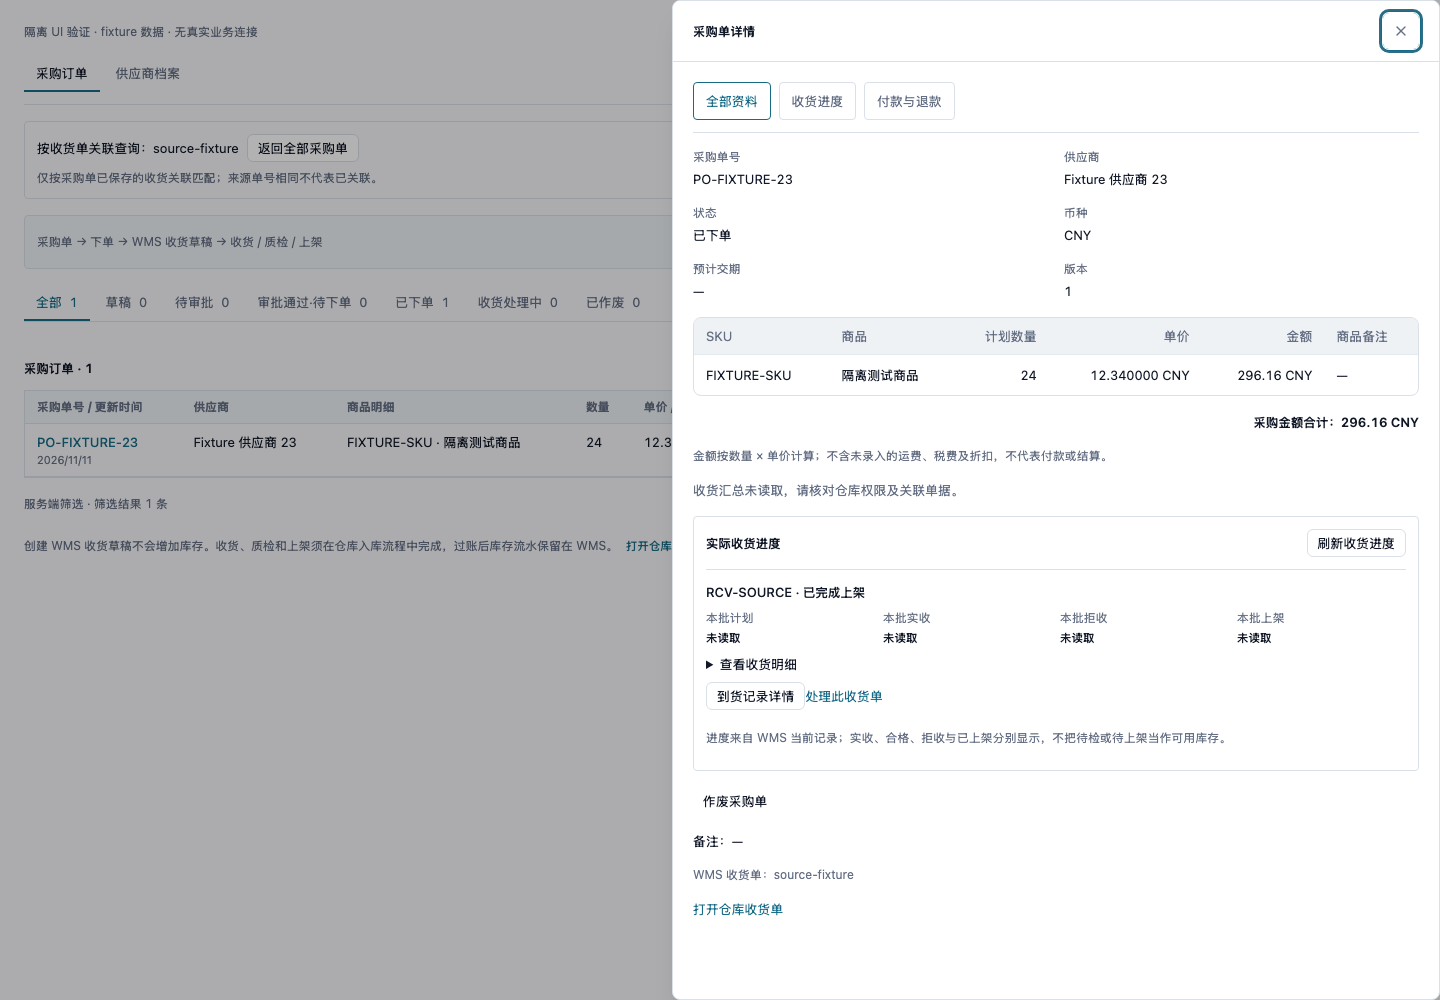 隔离 UI 验证 · fixture 数据 · 无真实业务连接
采购订单 供应商档案
按收货单关联查询：source-fixture 返回全部采购单
仅按采购单已保存的收货关联匹配；来源单号相同不代表已关联。
采购单 → 下单 → WMS 收货草稿 → 收货 / 质检 / 上架
全部 1 草稿 0 待审批 0 审批通过·待下单 0 已下单 1 收货处理中 0 已作废 0
采购订单 · 1
采购单号 / 更新时间 供应商 商品明细 数量 单价 /
PO-FIXTURE-23 Fixture 供应商 23 FIXTURE-SKU · 隔离测试商品 24 12.3
2026/11/11
服务端筛选 · 筛选结果 1 条
创建 WMS 收货草稿不会增加库存。收货、质检和上架须在仓库入库流程中完成，过账后库存流水保留在 WMS。 打开仓库
采购单详情
全部资料 收货进度 付款与退款
采购单号 供应商
PO-FIXTURE-23 Fixture 供应商 23
状态 币种
已下单 CNY
预计交期 版本
— 1
SKU 商品 计划数量 单价 金额 商品备注
FIXTURE-SKU 隔离测试商品 24 12.340000 CNY 296.16 CNY —
采购金额合计：296.16 CNY
金额按数量 × 单价计算；不含未录入的运费、税费及折扣，不代表付款或结算。
收货汇总未读取，请核对仓库权限及关联单据。
实际收货进度 刷新收货进度
RCV-SOURCE · 已完成上架
本批计划 本批实收 本批拒收 本批上架
未读取 未读取 未读取 未读取
▶ 查看收货明细
到货记录详情 处理此收货单
进度来自 WMS 当前记录；实收、合格、拒收与已上架分别显示，不把待检或待上架当作可用库存。
作废采购单
备注：—
WMS 收货单：source-fixture
打开仓库收货单